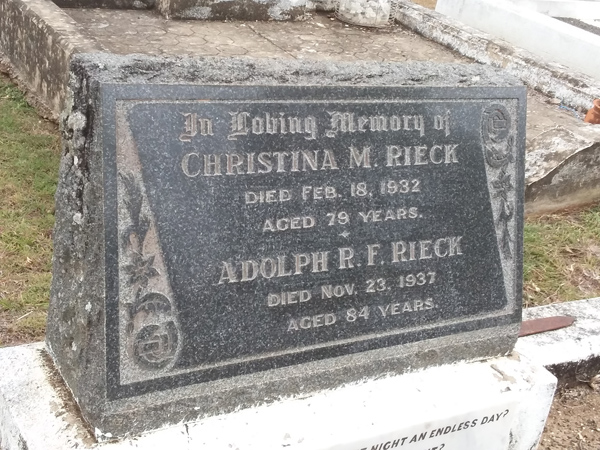 In Loving Memory of
CHRISTINA M. RIECK
DIED FEB. 18, 1932
AGED 79 YEARS.
ADOLPH R. F. RIECK
DIED NOV. 23. 1937
AGED 84 YEARS.
NIGHT AN ENDLESS DAY?